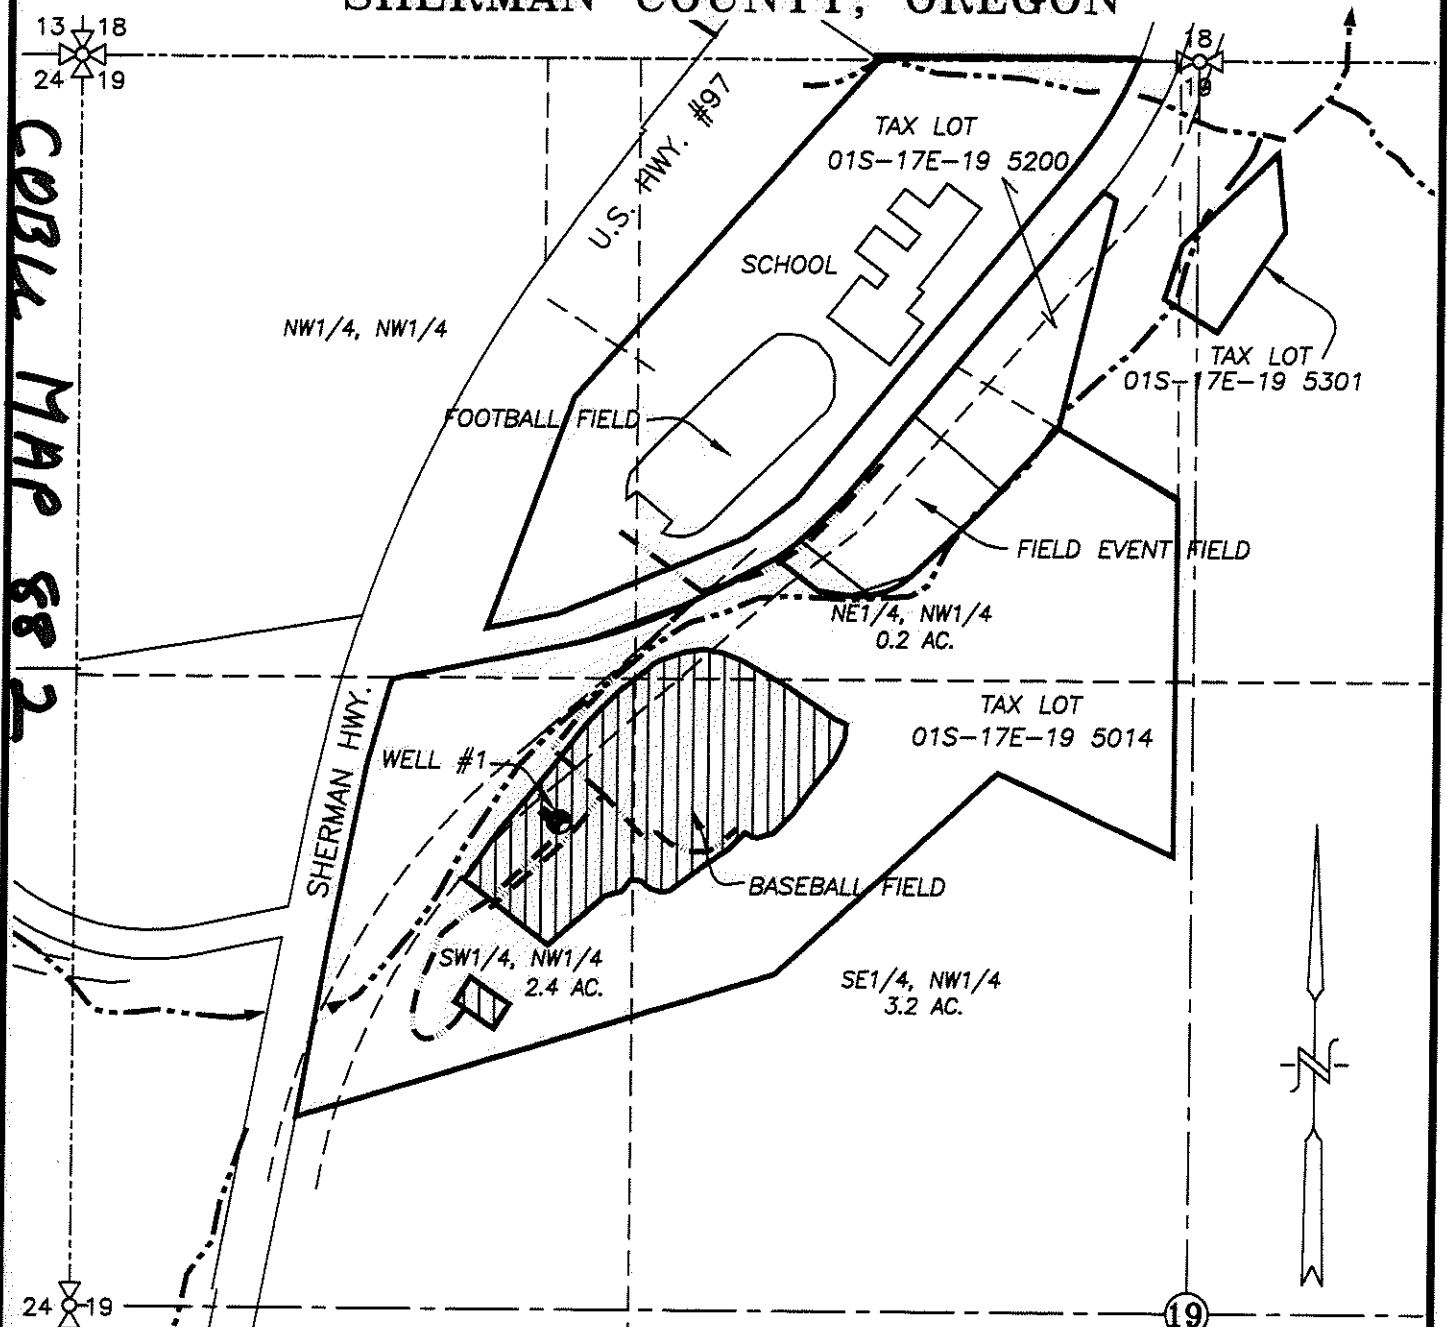 SHERMAN COUNTY, OREGON
13 18
24 19
18
19
U.S. HWY. #97
TAX LOT
01S-17E-19 5200
SCHOOL
NW1/4, NW1/4
TAX LOT
01S-17E-19 5301
FOOTBALL FIELD
FIELD EVENT FIELD
NE1/4, NW1/4
0.2 AC.
COBU MAP 88 2
SHERMAN HWY.
TAX LOT
01S-17E-19 5014
WELL #1
BASEBALL FIELD
SW1/4, NW1/4
2.4 AC.
SE1/4, NW1/4
3.2 AC.
N
24 19
19